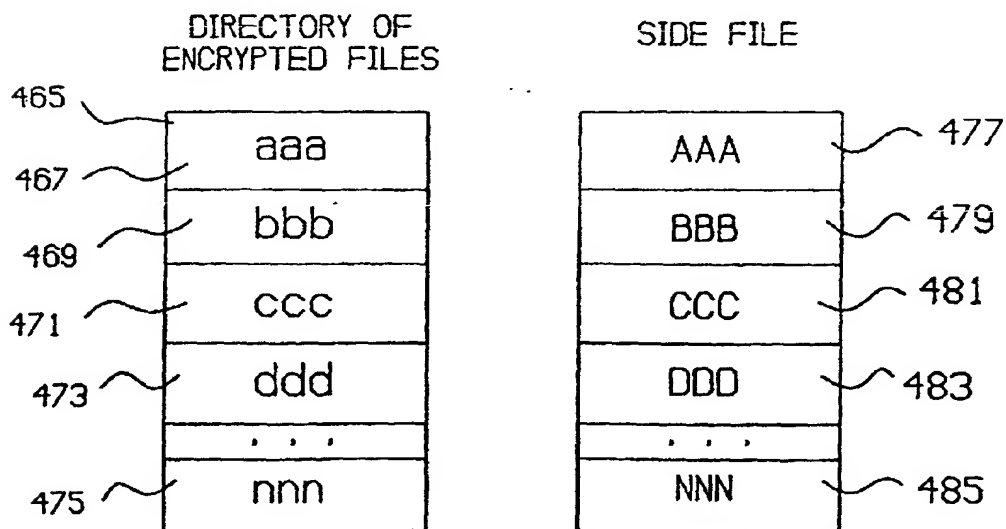 DIRECTORY OF
ENCRYPTED FILES
SIDE FILE
465
467
aaa
AAA
477
469
bbb
BBB
479
471
ccc
CCC
481
473
ddd
DDD
483
. . .
. . .
475
nnn
NNN
485